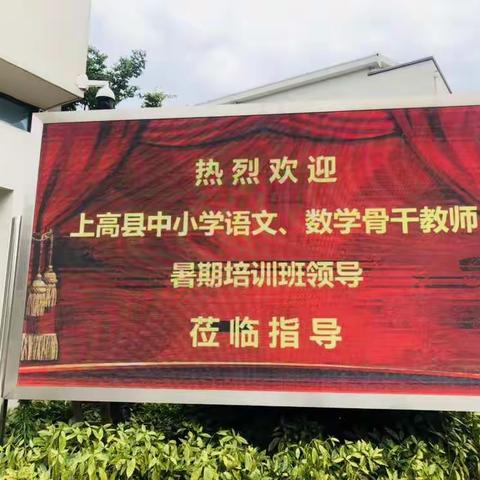 热烈欢迎
上高县中小学语文、数学骨干教师
暑期培训班领导
莅临指导